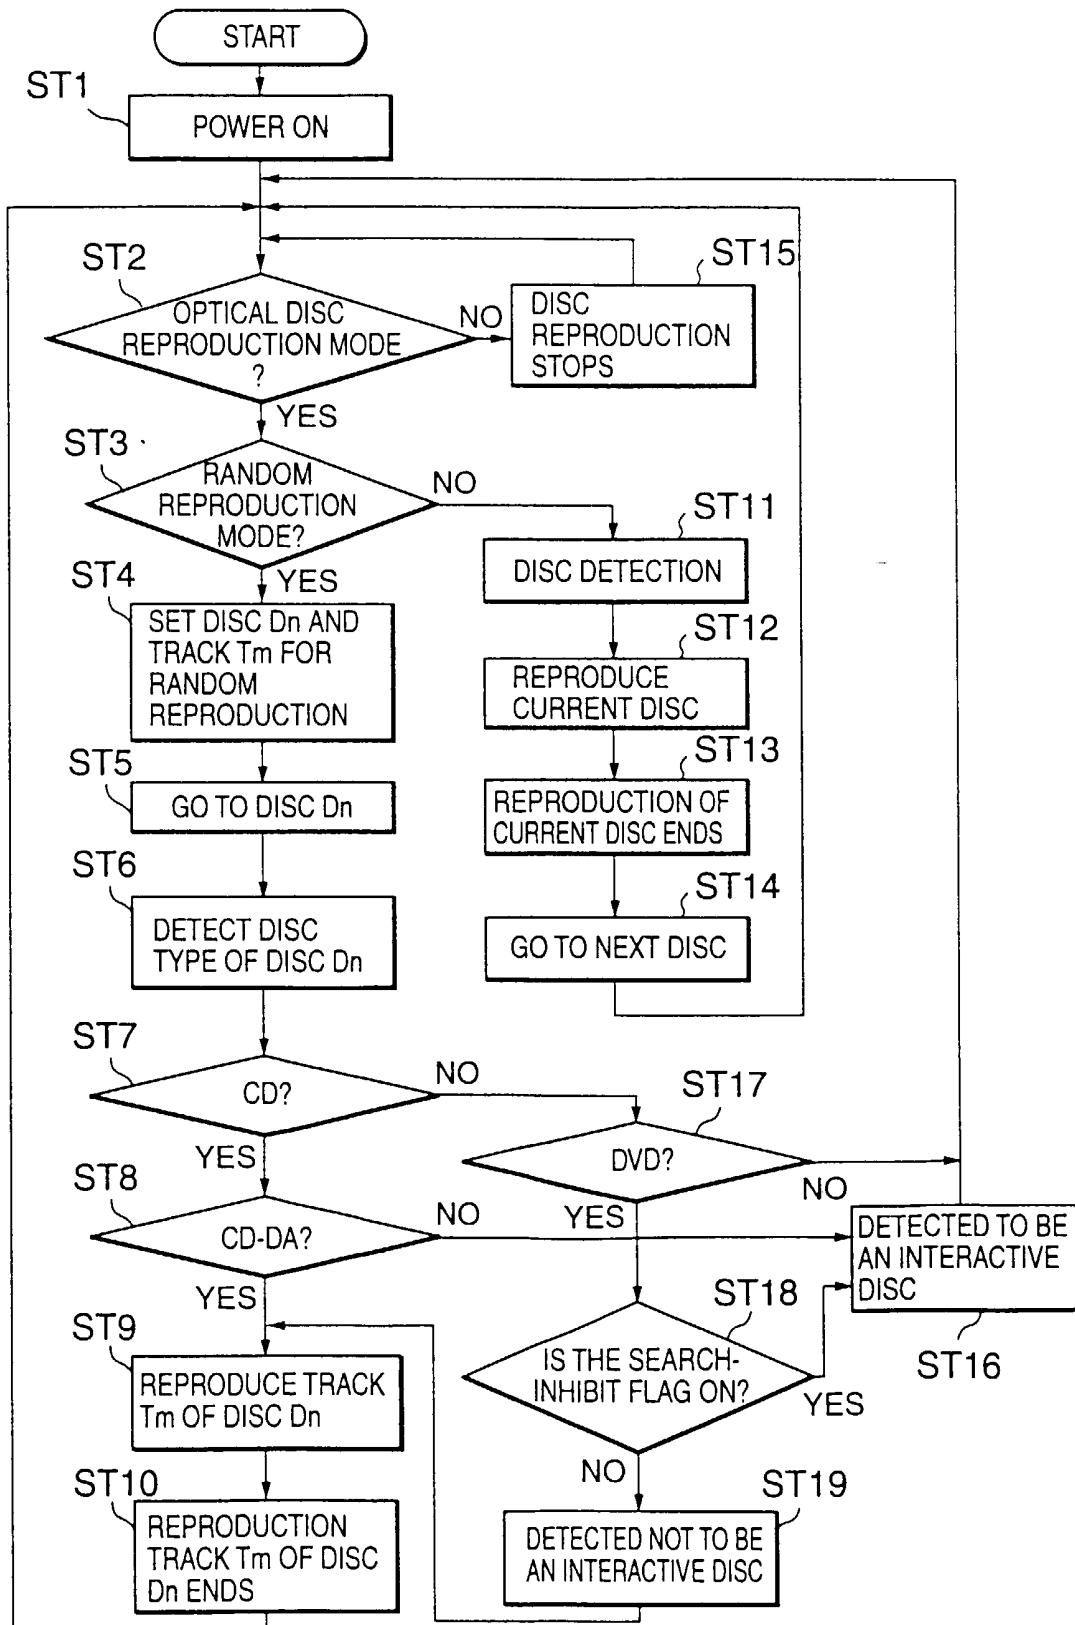 START
ST1
POWER ON
ST2
OPTICAL DISC
REPRODUCTION MODE
?
NO
YES
ST15
DISC
REPRODUCTION
STOPS
ST3
RANDOM
REPRODUCTION
MODE?
NO
YES
ST4
SET DISC Dn AND
TRACK Tm FOR
RANDOM
REPRODUCTION
ST5
GO TO DISC Dn
ST6
DETECT DISC
TYPE OF DISC Dn
ST11
DISC DETECTION
ST12
REPRODUCE
CURRENT DISC
ST13
REPRODUCTION OF
CURRENT DISC ENDS
ST14
GO TO NEXT DISC
ST7
CD?
NO
YES
ST17
DVD?
NO
YES
ST8
CD-DA?
NO
YES
DETECTED TO BE
AN INTERACTIVE
DISC
ST16
ST18
IS THE SEARCH-
INHIBIT FLAG ON?
YES
NO
ST9
REPRODUCE TRACK
Tm OF DISC Dn
ST10
REPRODUCTION
TRACK Tm OF DISC
Dn ENDS
ST19
DETECTED NOT TO BE
AN INTERACTIVE DISC